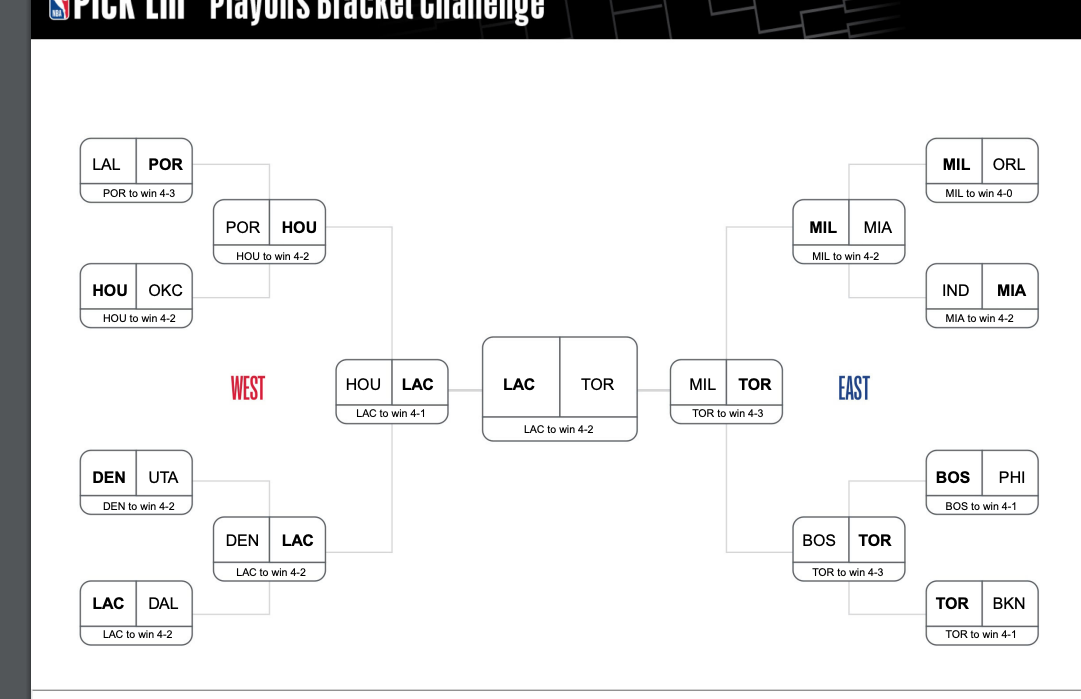 NBA PICK'EM Playoffs Bracket Challenge
LAL POR
POR to win 4-3
POR HOU
HOU to win 4-2
HOU OKC
HOU to win 4-2
WEST
HOU LAC
LAC to win 4-1
DEN UTA
DEN to win 4-2
DEN LAC
LAC to win 4-2
LAC DAL
LAC to win 4-2
LAC TOR
LAC to win 4-2
MIL ORL
MIL to win 4-0
MIL MIA
MIL to win 4-2
IND MIA
MIA to win 4-2
MIL TOR
TOR to win 4-3
EAST
BOS PHI
BOS to win 4-1
BOS TOR
TOR to win 4-3
TOR BKN
TOR to win 4-1